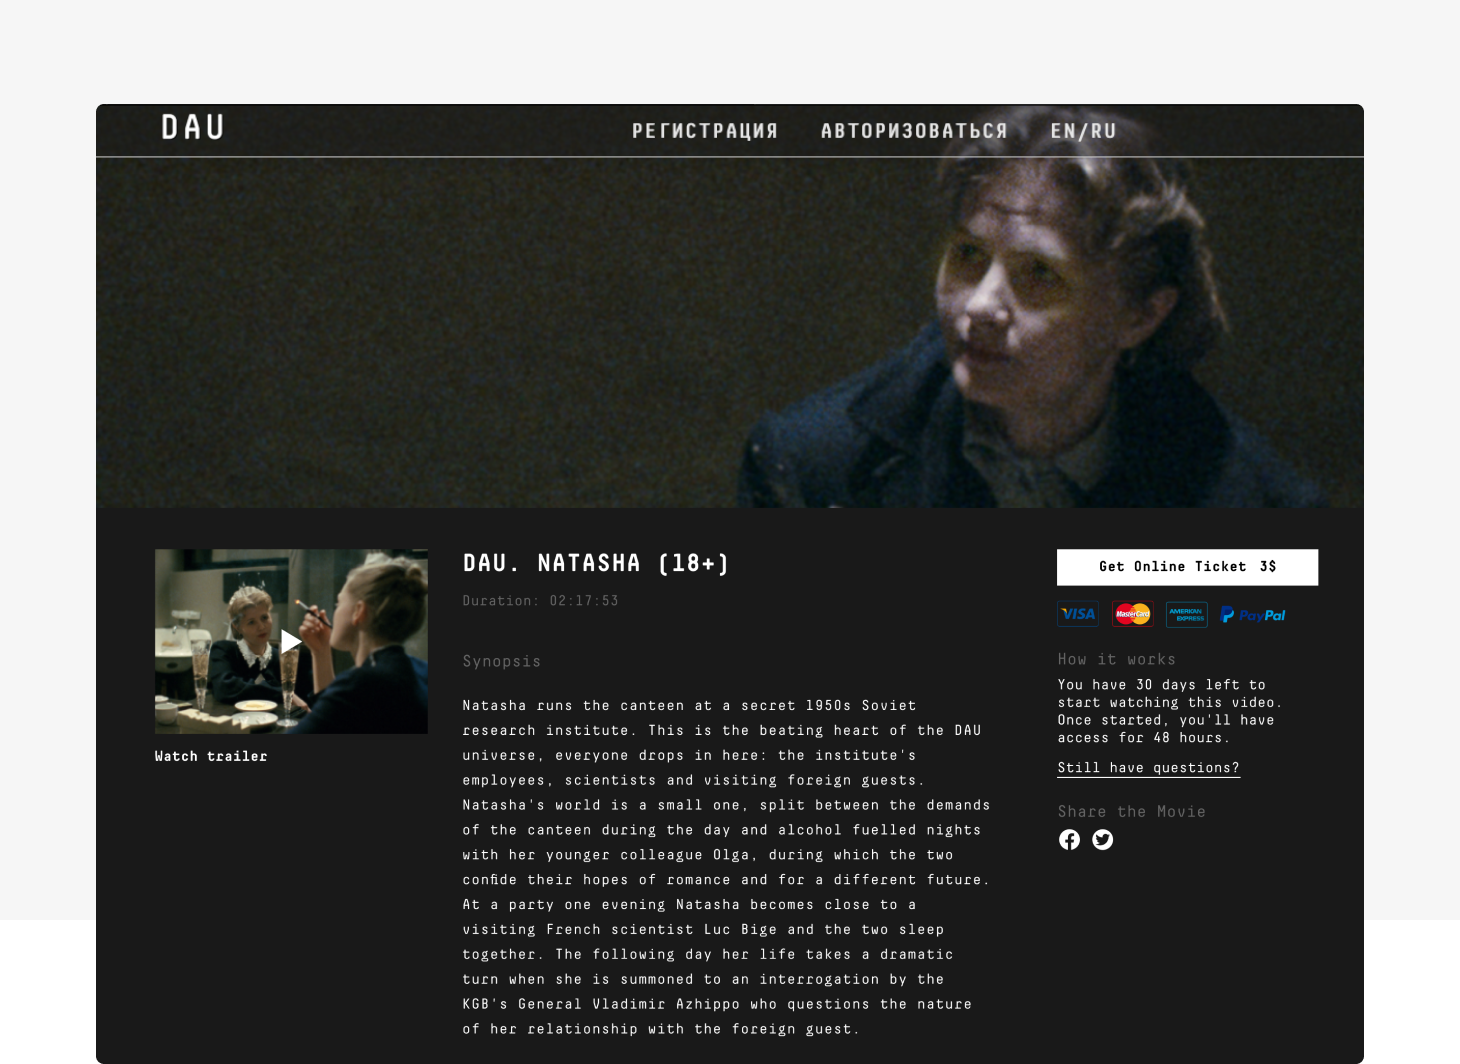 DAU
РЕГИСТРАЦИЯ АВТОРИЗОВАТЬСЯ EN/RU
Watch trailer
DAU. NATASHA (18+)
Duration: 02:17:53
Synopsis
Natasha runs the canteen at a secret 1950s Soviet
research institute. This is the beating heart of the DAU
universe, everyone drops in here: the institute's
employees, scientists and visiting foreign guests.
Natasha's world is a small one, split between the demands
of the canteen during the day and alcohol fuelled nights
with her younger colleague Olga, during which the two
confide their hopes of romance and for a different future.
At a party one evening Natasha becomes close to a
visiting French scientist Luc Bige and the two sleep
together. The following day her life takes a dramatic
turn when she is summoned to an interrogation by the
KGB's General Vladimir Azhippo who questions the nature
of her relationship with the foreign guest.
Get Online Ticket 3$
VISA MasterCard AMERICAN EXPRESS PayPal
How it works
You have 30 days left to
start watching this video.
Once started, you'll have
access for 48 hours.
Still have questions?
Share the Movie